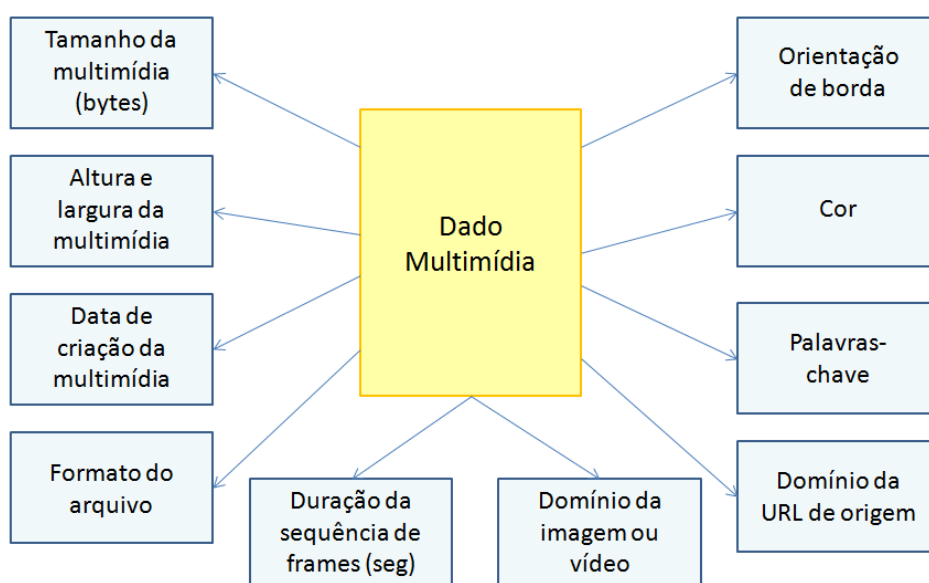 Tamanho da
multimídia
(bytes)
Altura e
largura da
multimídia
Data de
criação da
multimídia
Formato do
arquivo
Dado
Multimídia
Duração da
sequência de
frames (seg)
Domínio da
imagem ou
vídeo
Orientação
de borda
Cor
Palavras-
chave
Domínio da
URL de origem